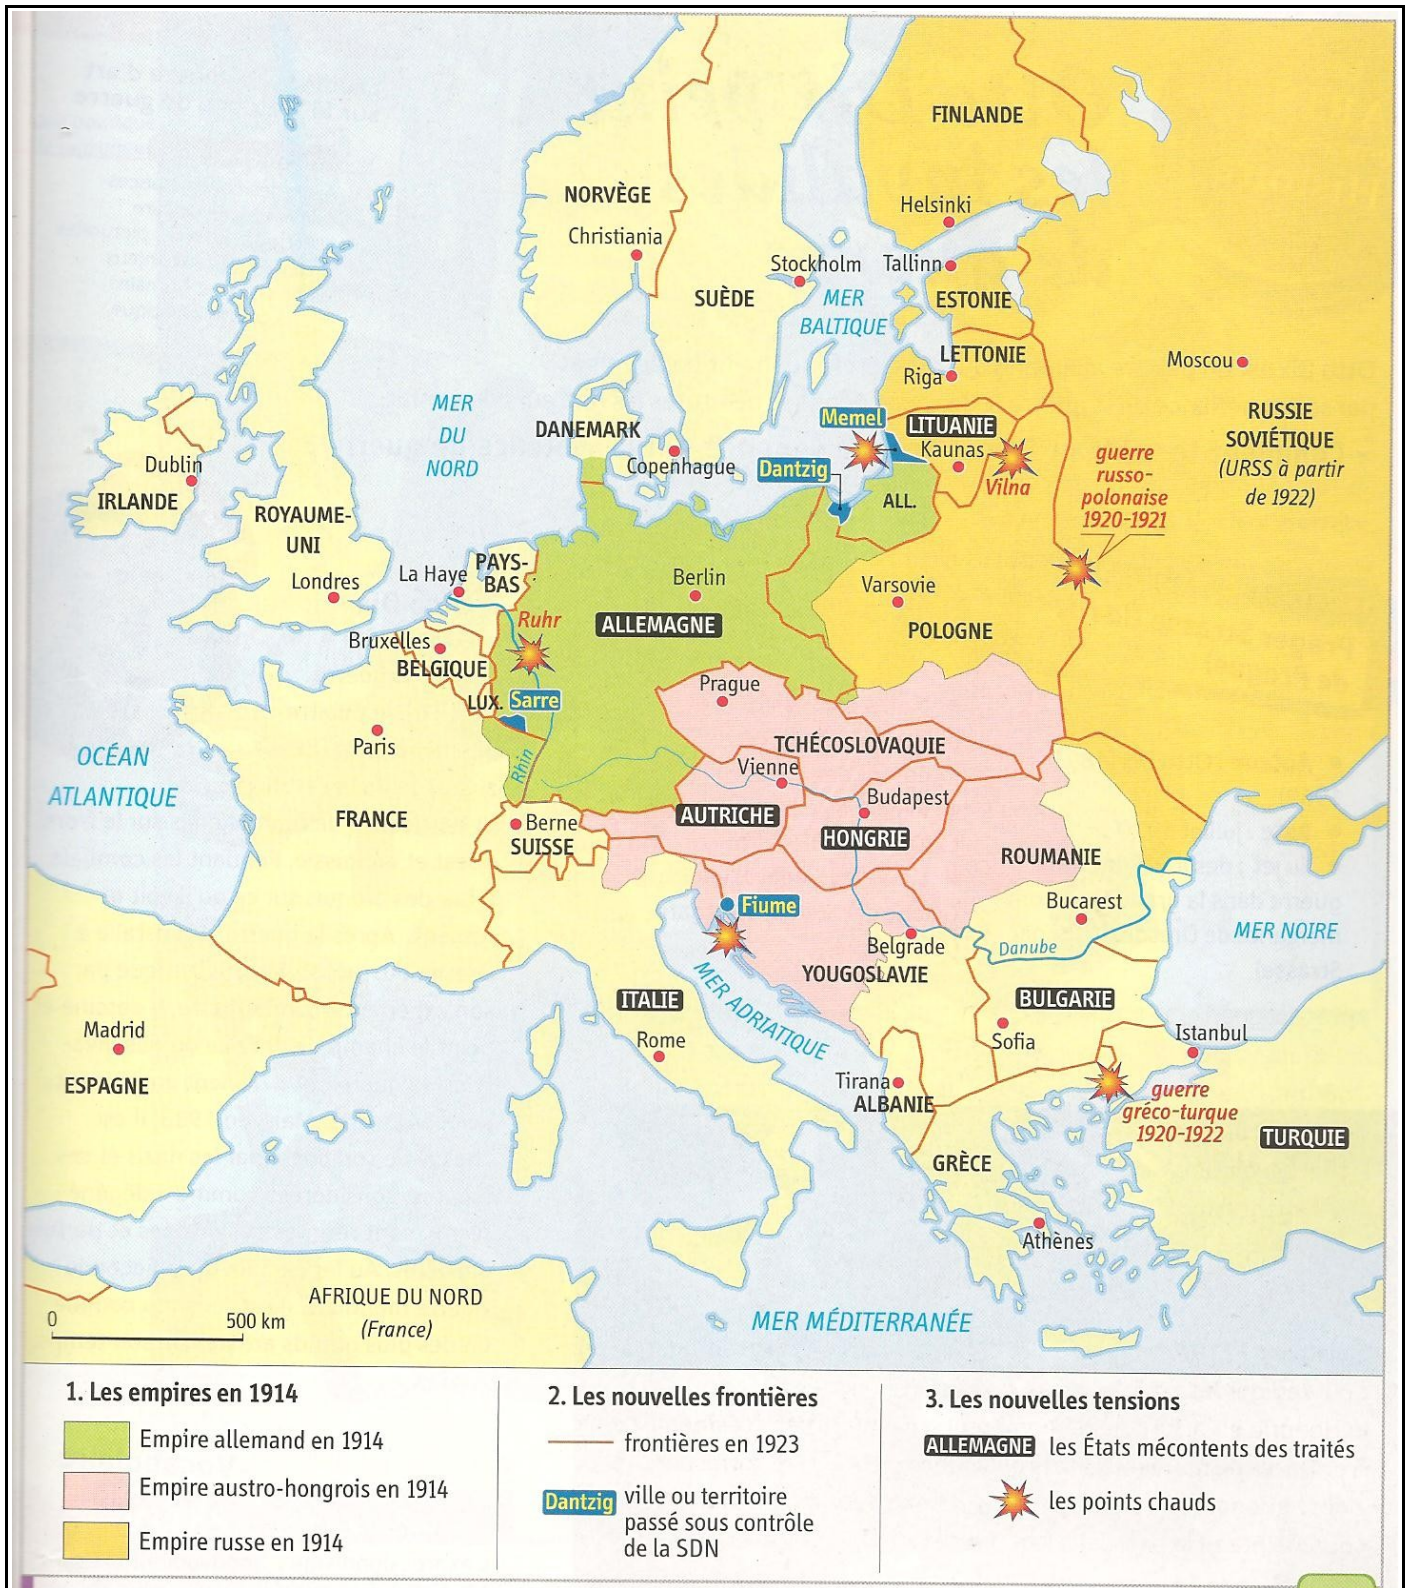 FINLANDE
NORVÈGE
Helsinki
Christiania
Stockholm
Tallinn
SUÈDE
MER
BALTIQUE
ESTONIE
LETTONIE
Riga
Moscou
MER
DU
NORD
DANEMARK
Copenhague
Memel
LITUANIE
Kaunas
Vilna
Dantzig
ALL.
guerre
russo-
polonaise
1920-1921
RUSSIE
SOVIÉTIQUE
(URSS à partir
de 1922)
Dublin
IRLANDE
ROYAUME-
UNI
Londres
La Haye
PAYS-
BAS
Berlin
Varsovie
Ruhr
ALLEMAGNE
POLOGNE
Bruxelles
BELGIQUE
LUX.
Sarre
Prague
Paris
TCHÉCOSLOVAQUIE
OCÉAN
ATLANTIQUE
Rhin
Vienne
Budapest
FRANCE
Berne
SUISSE
AUTRICHE
HONGRIE
ROUMANIE
Fiume
Bucarest
Belgrade
Danube
MER NOIRE
YOUGOSLAVIE
MER ADRIATIQUE
ITALIE
BULGARIE
Madrid
Rome
Sofia
Istanbul
ESPAGNE
Tirana
ALBANIE
guerre
gréco-turque
1920-1922
TURQUIE
GRÈCE
Athènes
AFRIQUE DU NORD
(France)
MER MÉDITERRANÉE
0
500 km
1. Les empires en 1914
Empire allemand en 1914
Empire austro-hongrois en 1914
Empire russe en 1914
2. Les nouvelles frontières
frontières en 1923
Dantzig
ville ou territoire
passé sous contrôle
de la SDN
3. Les nouvelles tensions
ALLEMAGNE
les États mécontents des traités
les points chauds